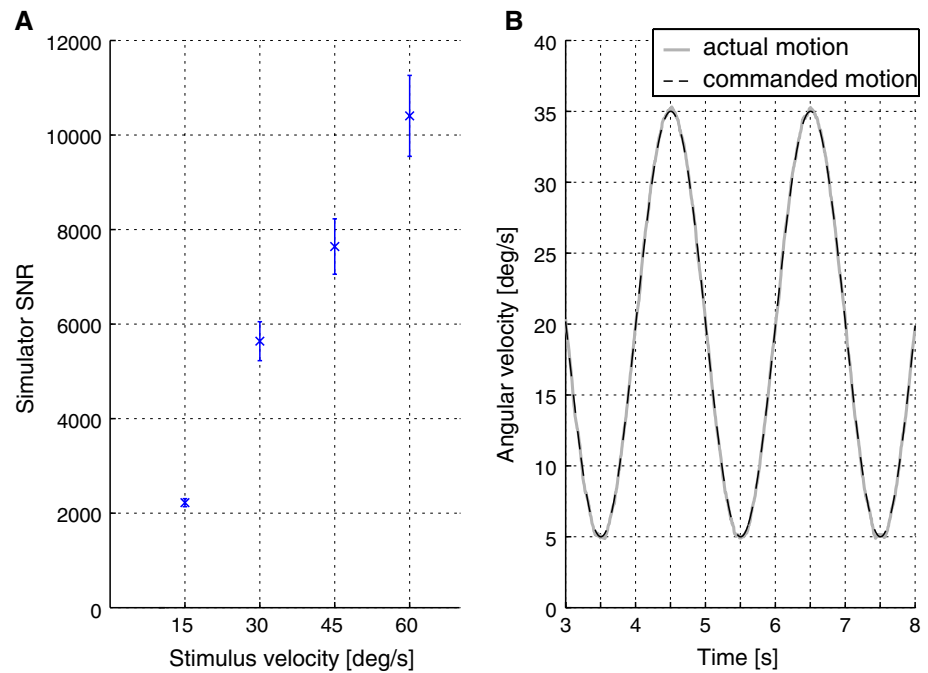 A
12000
10000
8000
6000
4000
2000
0
15 30 45 60
Simulator SNR
Stimulus velocity [deg/s]
B
40
35
30
25
20
15
10
5
0
3 4 5 6 7 8
Angular velocity [deg/s]
Time [s]
actual motion
commanded motion